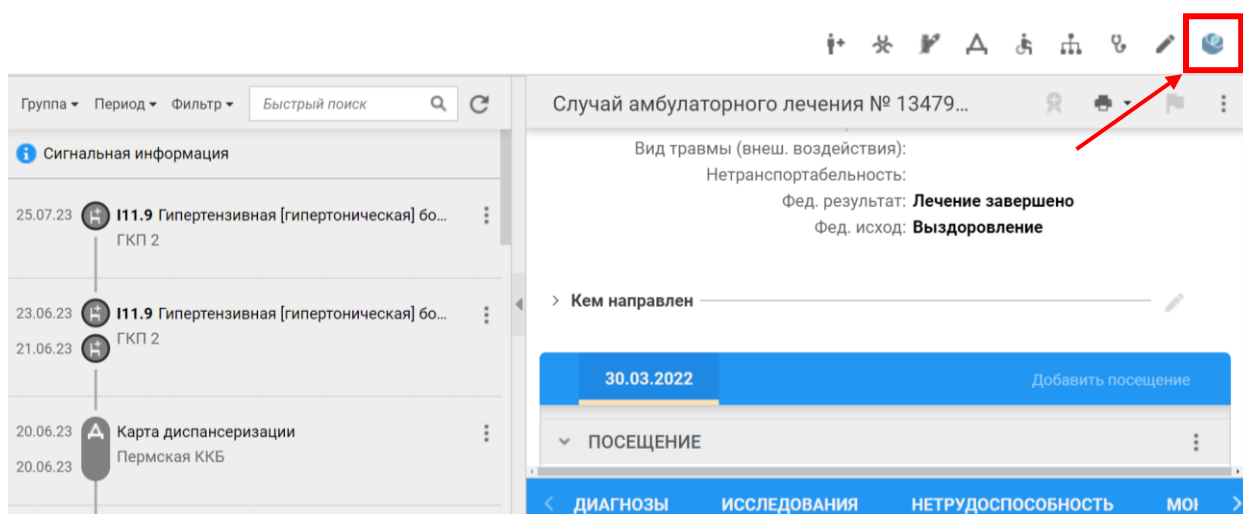 Группа Период Фильтр Быстрый поиск
Сигнальная информация
25.07.23 I11.9 Гипертензивная [гипертоническая] бо...
ГКП 2
23.06.23 I11.9 Гипертензивная [гипертоническая] бо...
21.06.23 ГКП 2
20.06.23 Карта диспансеризации
20.06.23 Пермская ККБ
Случай амбулаторного лечения № 13479...
Вид травмы (внеш. воздействия):
Нетранспортабельность:
Фед. результат: Лечение завершено
Фед. исход: Выздоровление
Кем направлен
30.03.2022 Добавить посещение
ПОСЕЩЕНИЕ
ДИАГНОЗЫ ИССЛЕДОВАНИЯ НЕТРУДОСПОСОБНОСТЬ